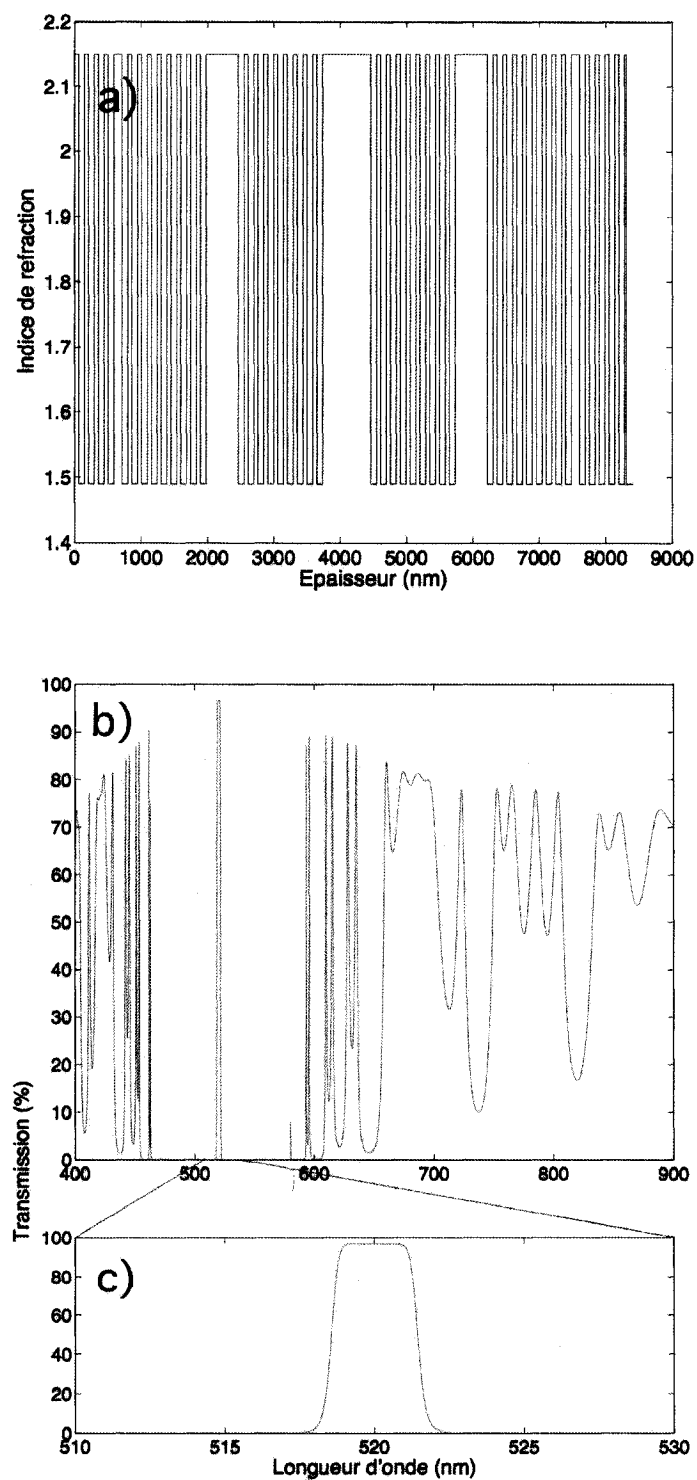 2.2
2.1
2
1.9
1.8
1.7
1.6
1.5
1.4
Indice de refraction
a)
0 1000 2000 3000 4000 5000 6000 7000 8000 9000
Epaisseur (nm)
100
90
80
70
60
50
40
30
20
10
0
b)
Transmission (%)
400 500 600 700 800 900
100
80
60
40
20
0
c)
510 515 520 525 530
Longueur d'onde (nm)